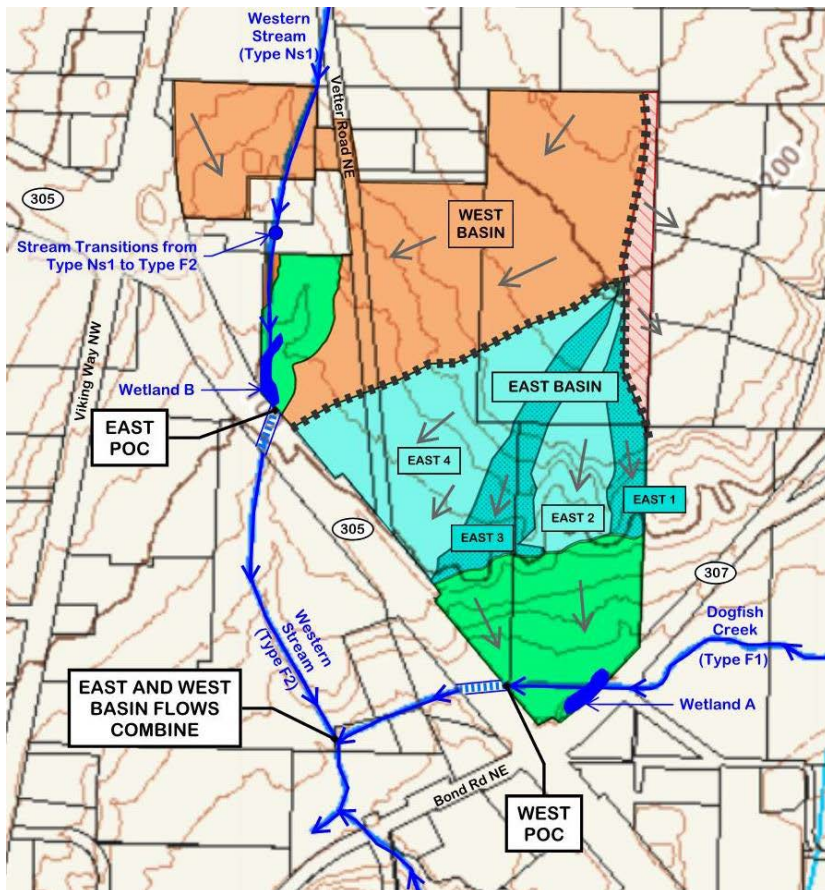 Western
Stream
(Type Ns1)
Vetter Road NE
305
200
WEST
BASIN
Stream Transitions from
Type Ns1 to Type F2
Viking Way NW
Wetland B
EAST BASIN
EAST
POC
EAST 4
EAST 1
EAST 2
EAST 3
305
307
Dogfish
Creek
(Type F1)
Western
Stream
(Type F2)
EAST AND WEST
BASIN FLOWS
COMBINE
Wetland A
Bond Rd NE
WEST
POC